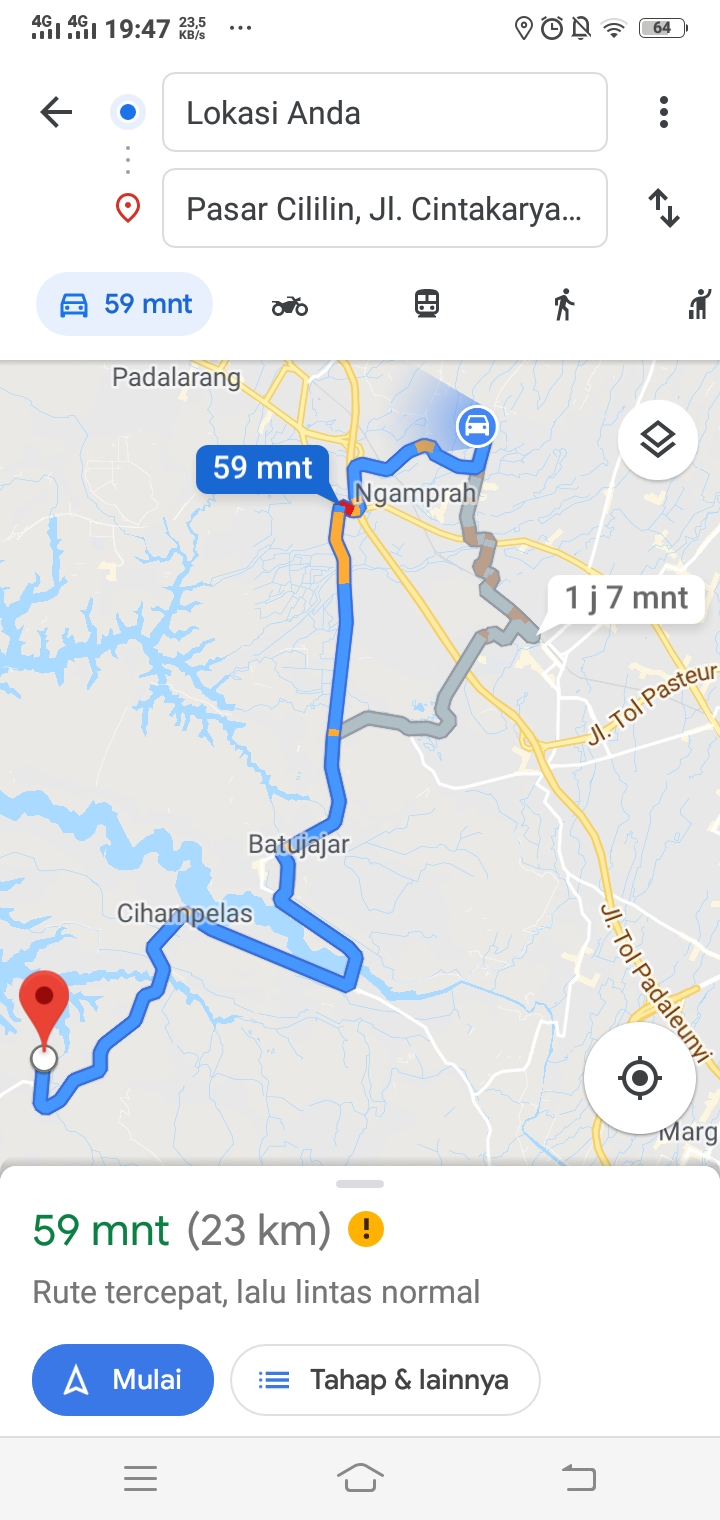 4G 4G 19:47 23,5 KB/s ... 64
Lokasi Anda
Pasar Cililin, Jl. Cintakarya...
59 mnt
Padalarang
59 mnt
Ngamprah
1 j 7 mnt
Jl. Tol Pasteur
Batujajar
Cihampelas
Jl. Tol Padaleunyi
Marg
59 mnt (23 km)
Rute tercepat, lalu lintas normal
Mulai
Tahap & lainnya